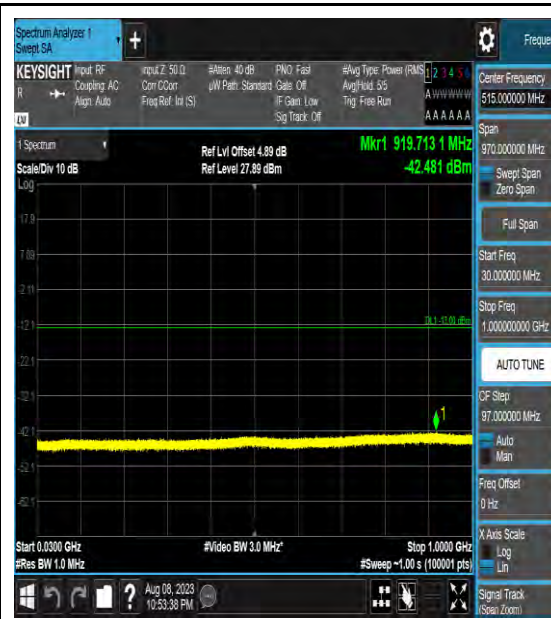 Spectrum Analyzer 1
Swept SA
+
Freque
KEYSIGHT Input: RF Input Z: 50 Ω #Atten: 40 dB PNO: Fast #Avg Type: Power (RMS 1 2 3 4 5 6
R Coupling: AC Corr CCorr µW Path: Standard Gate: Off Avg|Hold: 5/5 A W W W W W
Align: Auto Freq Ref: Int (S) IF Gain: Low Trig: Free Run
Sig Track: Off A A A A A A
LXI
1 Spectrum
Scale/Div 10 dB
Ref Lvl Offset 4.89 dB
Ref Level 27.89 dBm
Mkr1 919.713 1 MHz
-42.481 dBm
Log
17.9
7.89
-2.11
-12.1
DL1 -13.00 dBm
-22.1
-32.1
-42.1
-52.1
-62.1
1
Start 0.0300 GHz #Video BW 3.0 MHz* Stop 1.0000 GHz
#Res BW 1.0 MHz #Sweep ~1.00 s (100001 pts)
? Aug 08, 2023
10:53:38 PM
Center Frequency
515.000000 MHz
Span
970.000000 MHz
Swept Span
Zero Span
Full Span
Start Freq
30.000000 MHz
Stop Freq
1.000000000 GHz
AUTO TUNE
CF Step
97.000000 MHz
Auto
Man
Freq Offset
0 Hz
X Axis Scale
Log
Lin
Signal Track
(Span Zoom)